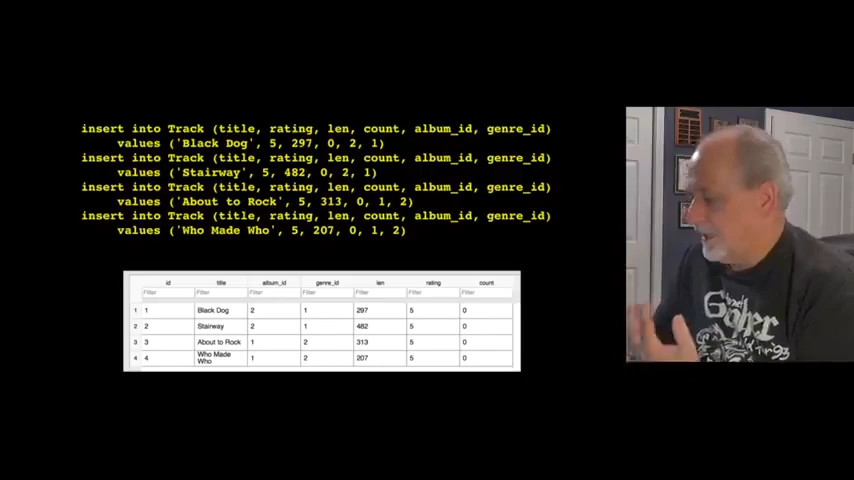 insert into Track (title, rating, len, count, album_id, genre_id)
values ('Black Dog', 5, 297, 0, 2, 1)
insert into Track (title, rating, len, count, album_id, genre_id)
values ('Stairway', 5, 482, 0, 2, 1)
insert into Track (title, rating, len, count, album_id, genre_id)
values ('About to Rock', 5, 313, 0, 1, 2)
insert into Track (title, rating, len, count, album_id, genre_id)
values ('Who Made Who', 5, 207, 0, 1, 2)
id title album_id genre_id len rating count
Filter Filter Filter Filter Filter Filter Filter
1 1 Black Dog 2 1 297 5 0
2 2 Stairway 2 1 482 5 0
3 3 About to Rock 1 2 313 5 0
4 4 Who Made Who 1 2 207 5 0